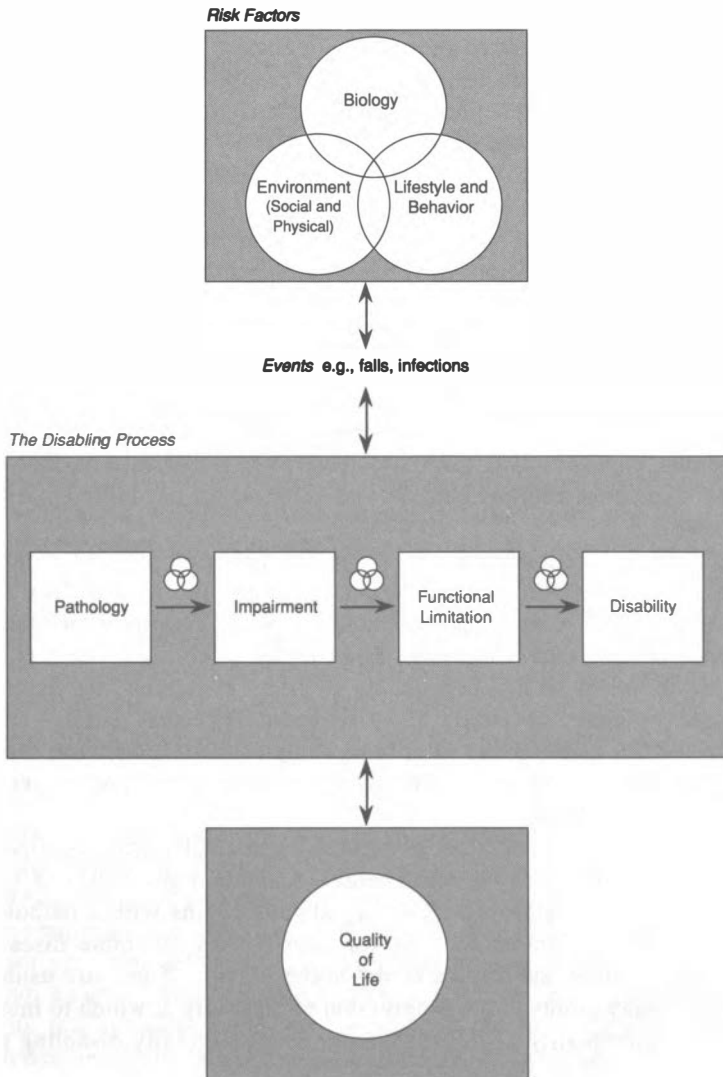 Risk Factors
Biology
Environment
(Social and
Physical)
Lifestyle and
Behavior
Events e.g., falls, infections
The Disabling Process
Pathology
Impairment
Functional
Limitation
Disability
Quality
of
Life